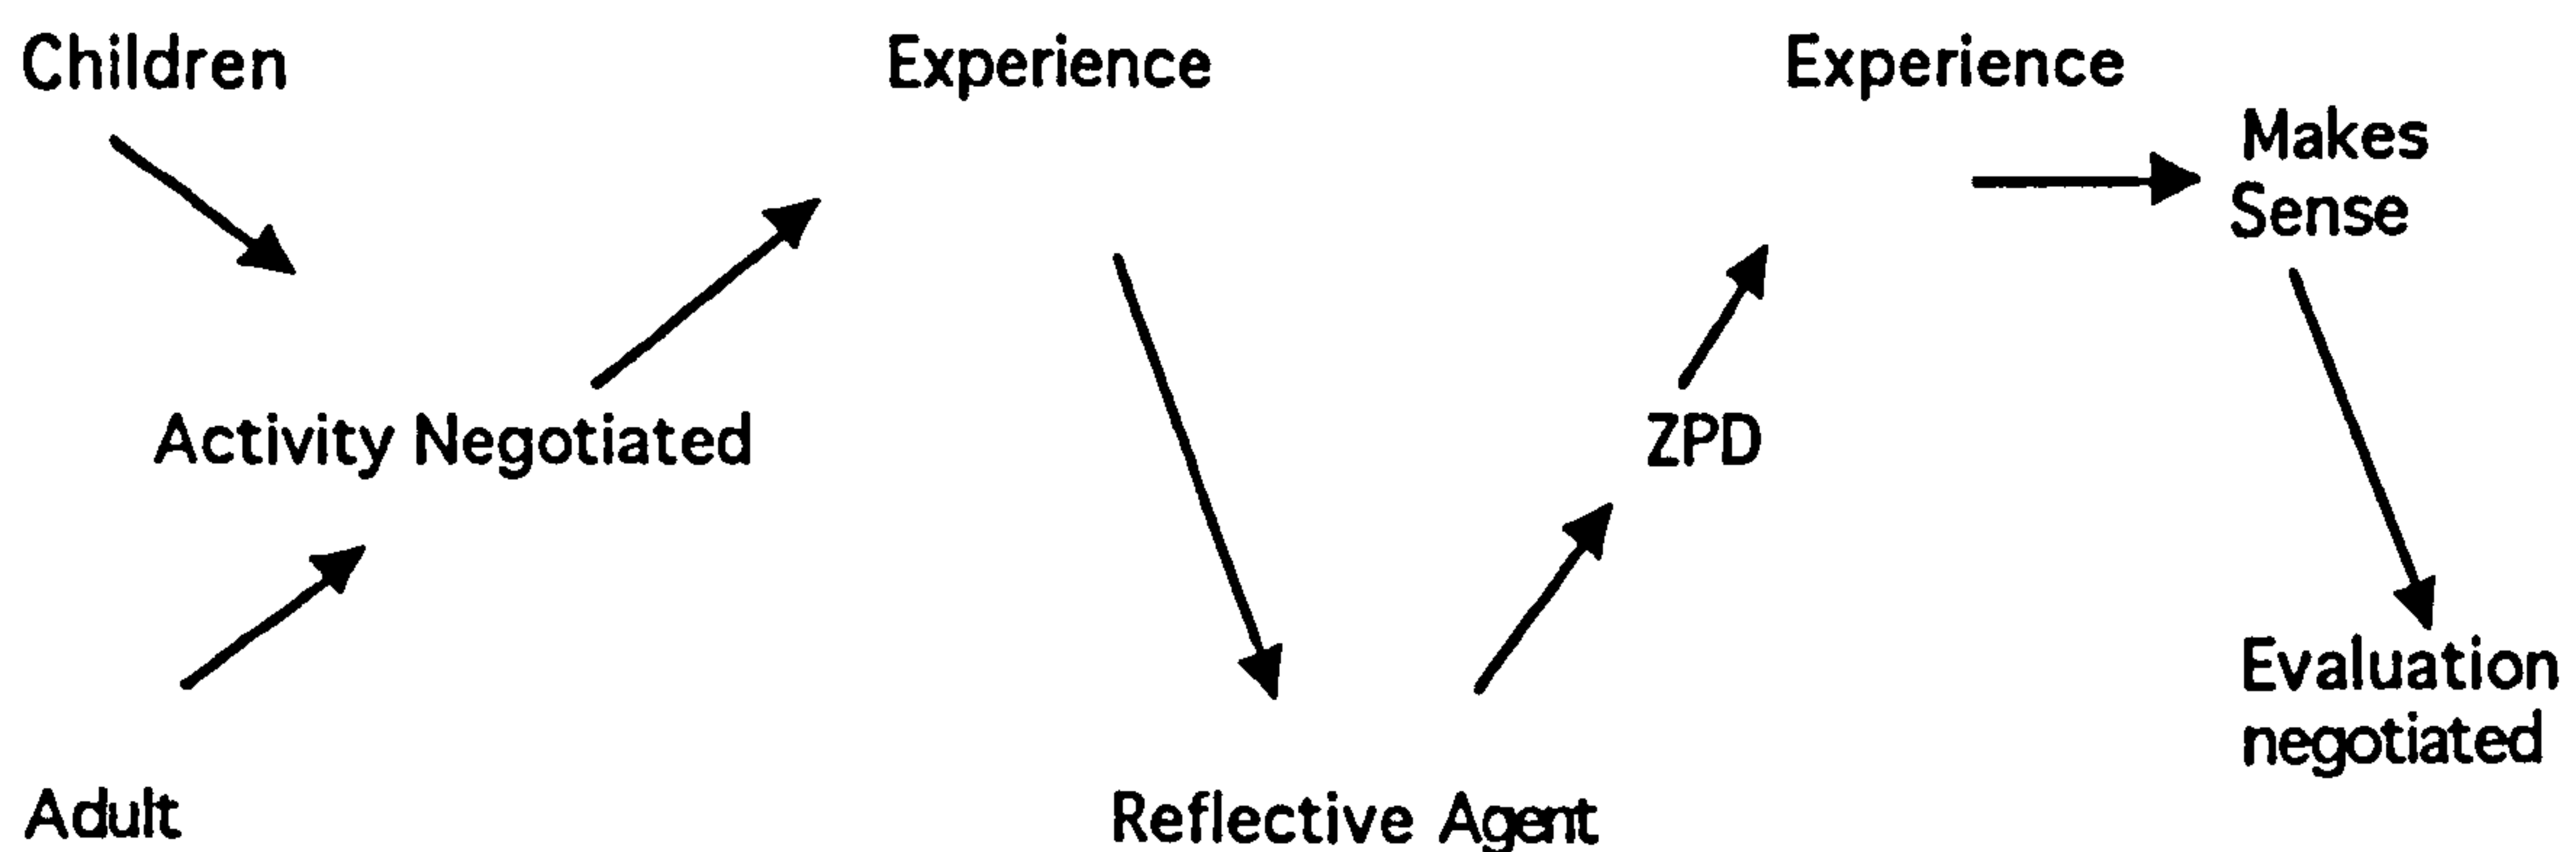 Children
Experience
Experience
Makes
Sense
Activity Negotiated
ZPD
Evaluation
negotiated
Adult
Reflective Agent